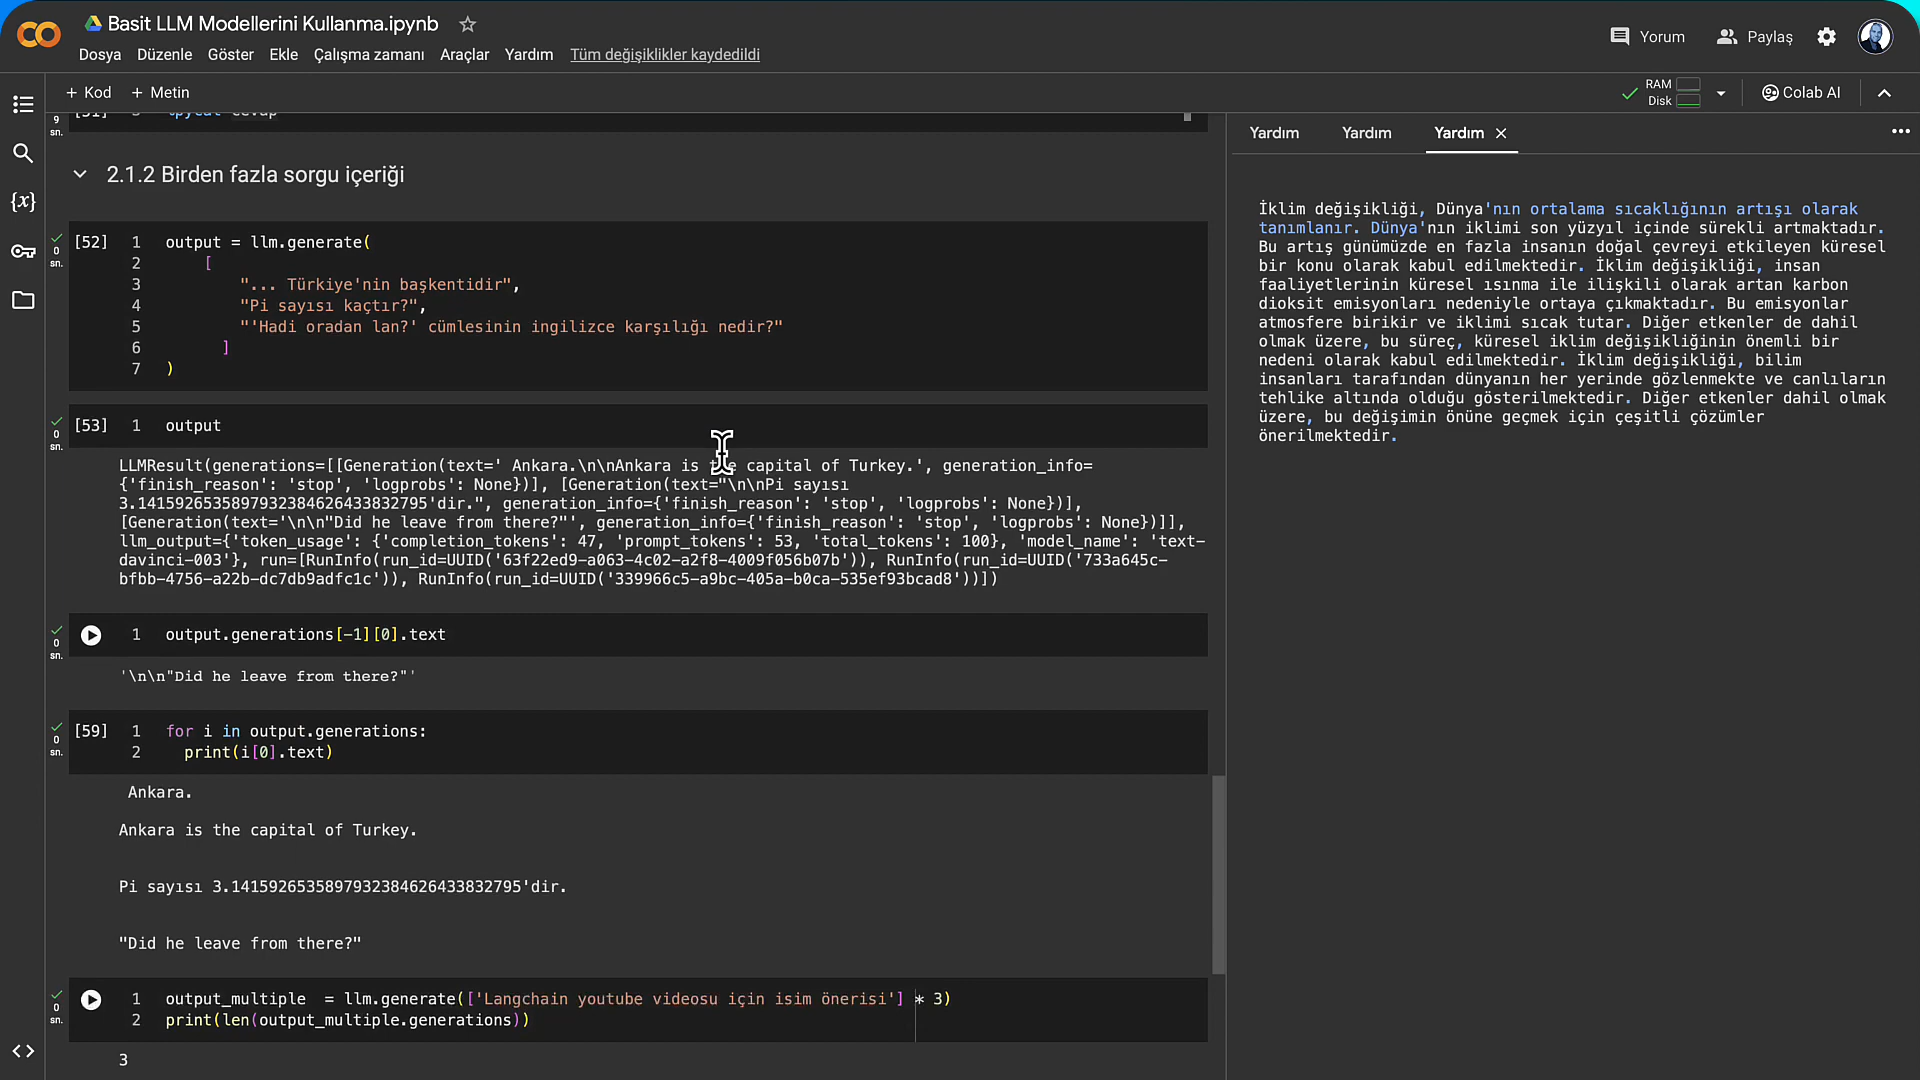 Basit LLM Modellerini Kullanma.ipynb
Dosya Düzenle Göster Ekle Çalışma zamanı Araçlar Yardım Tüm değişiklikler kaydedildi
Yorum Paylaş
+ Kod + Metin
RAM
Disk
Colab AI
9
sn.
2.1.2 Birden fazla sorgu içeriği
0
sn.
[52] 1 output = llm.generate(
2 [
3 "... Türkiye'nin başkentidir",
4 "Pi sayısı kaçtır?",
5 "'Hadi oradan lan?' cümlesinin ingilizce karşılığı nedir?"
6 ]
7 )
0
sn.
[53] 1 output
LLMResult(generations=[[Generation(text=' Ankara.\n\nAnkara is the capital of Turkey.', generation_info=
{'finish_reason': 'stop', 'logprobs': None})], [Generation(text="\n\nPi sayısı
3.1415926535897932384626433832795'dir.", generation_info={'finish_reason': 'stop', 'logprobs': None})],
[Generation(text='\n\n"Did he leave from there?"', generation_info={'finish_reason': 'stop', 'logprobs': None})]],
llm_output={'token_usage': {'completion_tokens': 47, 'prompt_tokens': 53, 'total_tokens': 100}, 'model_name': 'text-
davinci-003'}, run=[RunInfo(run_id=UUID('63f22ed9-a063-4c02-a2f8-4009f056b07b')), RunInfo(run_id=UUID('733a645c-
bfbb-4756-a22b-dc7db9adfc1c')), RunInfo(run_id=UUID('339966c5-a9bc-405a-b0ca-535ef93bcad8'))])
0
sn.
1 output.generations[-1][0].text
'\n\n"Did he leave from there?"'
0
sn.
[59] 1 for i in output.generations:
2 print(i[0].text)
Ankara.
Ankara is the capital of Turkey.
Pi sayısı 3.1415926535897932384626433832795'dir.
"Did he leave from there?"
0
sn.
1 output_multiple = llm.generate(['Langchain youtube videosu için isim önerisi'] * 3)
2 print(len(output_multiple.generations))
3
Yardım Yardım Yardım
İklim değişikliği, Dünya'nın ortalama sıcaklığının artışı olarak
tanımlanır. Dünya'nın iklimi son yüzyıl içinde sürekli artmaktadır.
Bu artış günümüzde en fazla insanın doğal çevreyi etkileyen küresel
bir konu olarak kabul edilmektedir. İklim değişikliği, insan
faaliyetlerinin küresel ısınma ile ilişkili olarak artan karbon
dioksit emisyonları nedeniyle ortaya çıkmaktadır. Bu emisyonlar
atmosfere birikir ve iklimi sıcak tutar. Diğer etkenler de dahil
olmak üzere, bu süreç, küresel iklim değişikliğinin önemli bir
nedeni olarak kabul edilmektedir. İklim değişikliği, bilim
insanları tarafından dünyanın her yerinde gözlenmekte ve canlıların
tehlike altında olduğu gösterilmektedir. Diğer etkenler dahil olmak
üzere, bu değişimin önüne geçmek için çeşitli çözümler
önerilmektedir.